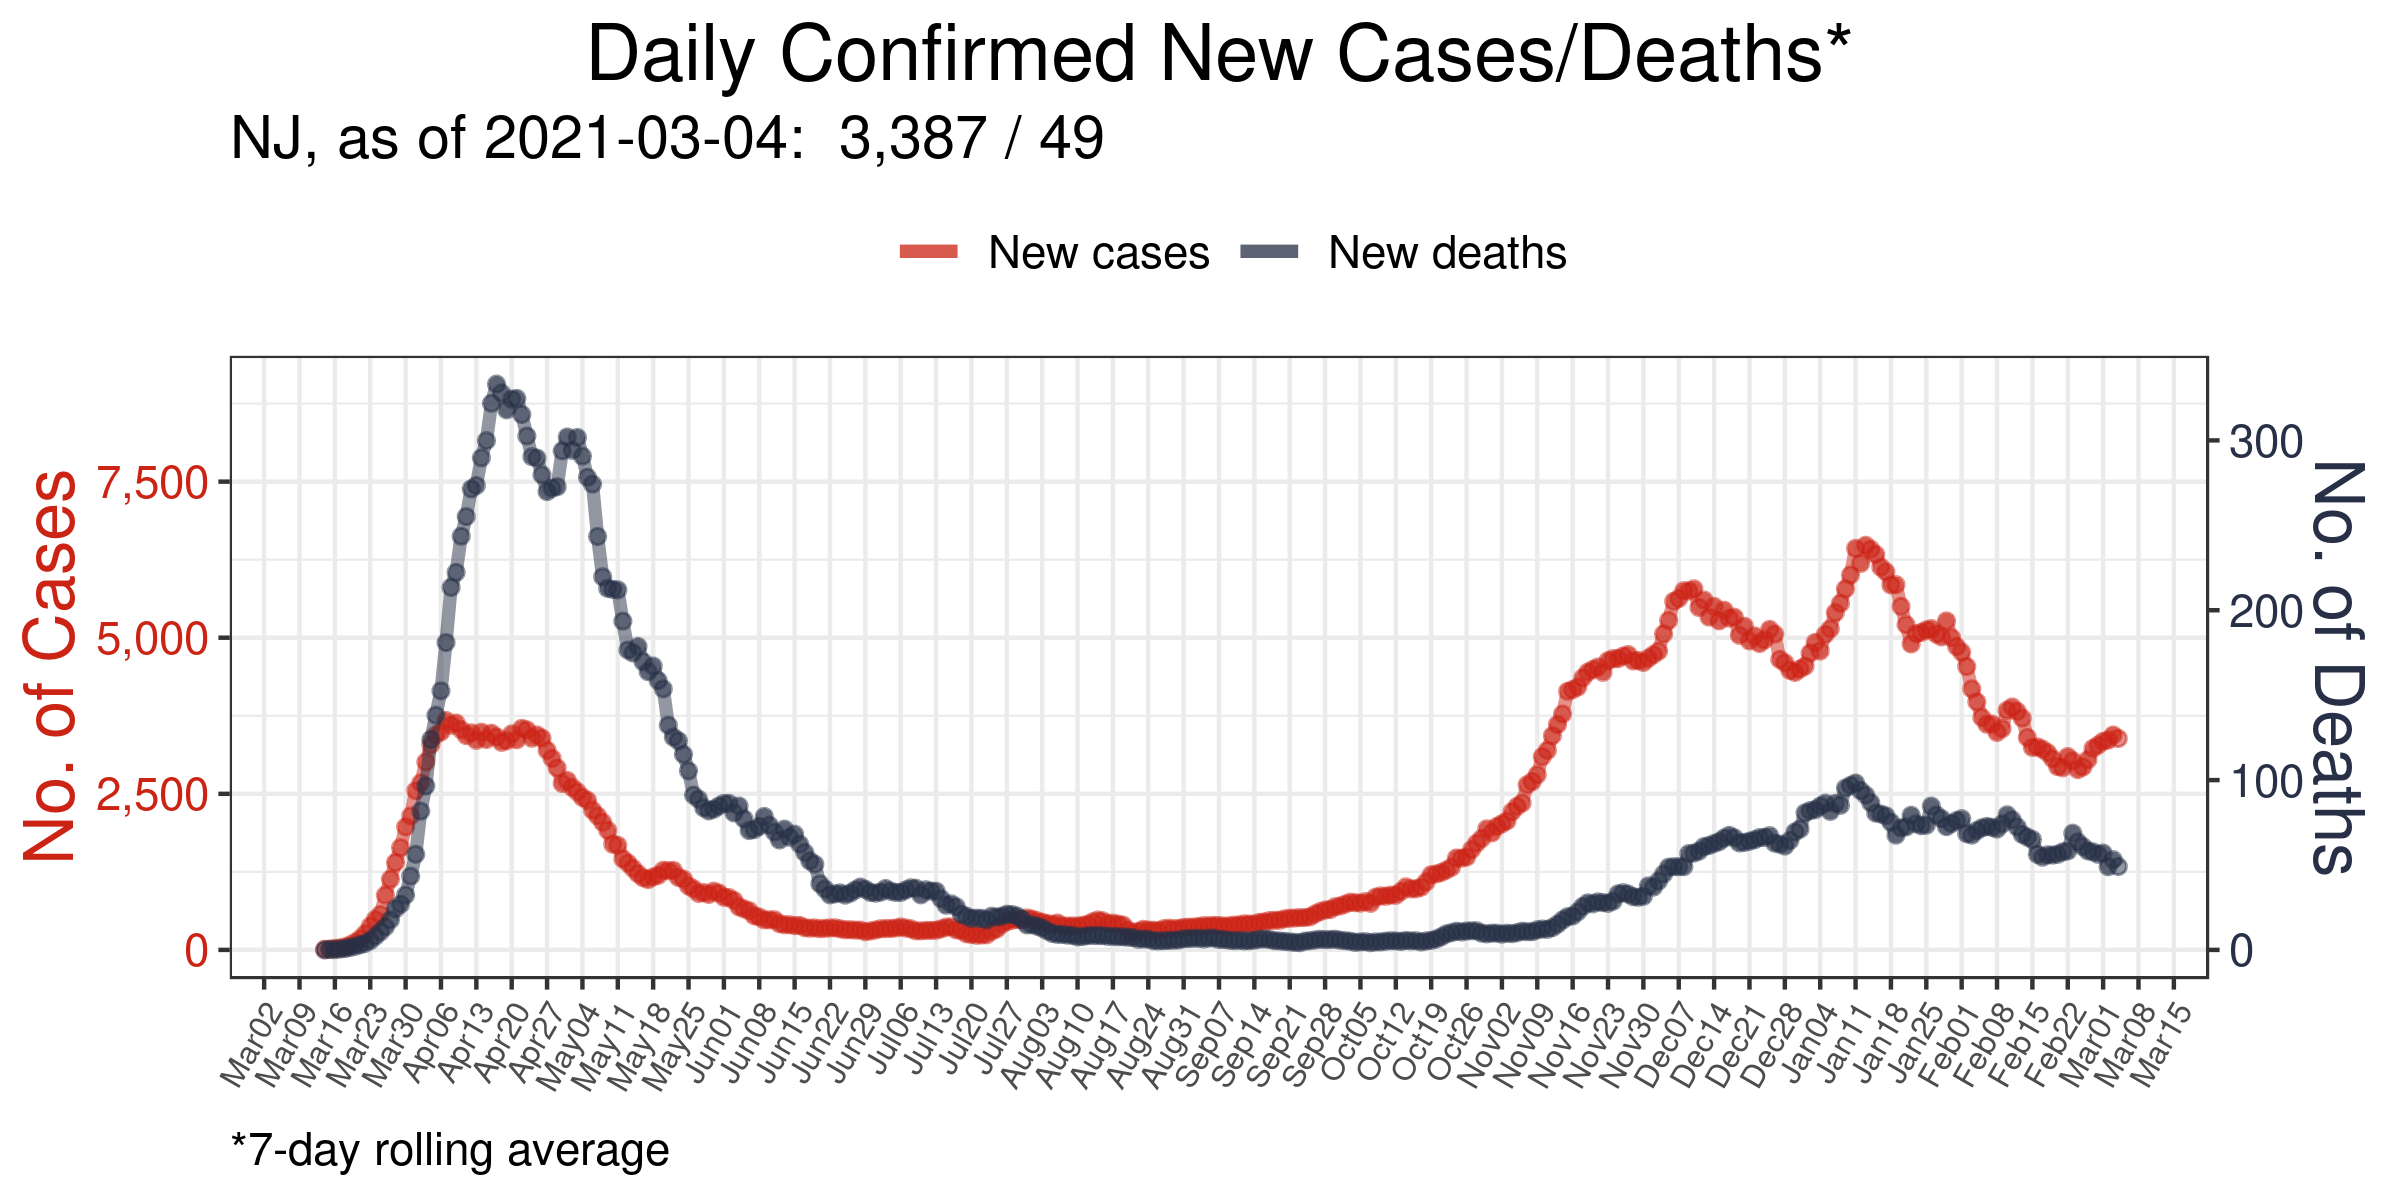 Daily Confirmed New Cases/Deaths*
NJ, as of 2021-03-04:  3,387 / 49
New cases
New deaths
No. of Cases
7,500
5,000
2,500
0
300
200
100
0
No. of Deaths
Mar02
Mar09
Mar16
Mar23
Mar30
Apr06
Apr13
Apr20
Apr27
May04
May11
May18
May25
Jun01
Jun08
Jun15
Jun22
Jun29
Jul06
Jul13
Jul20
Jul27
Aug03
Aug10
Aug17
Aug24
Aug31
Sep07
Sep14
Sep21
Sep28
Oct05
Oct12
Oct19
Oct26
Nov02
Nov09
Nov16
Nov23
Nov30
Dec07
Dec14
Dec21
Dec28
Jan04
Jan11
Jan18
Jan25
Feb01
Feb08
Feb15
Feb22
Mar01
Mar08
Mar15
*7-day rolling average